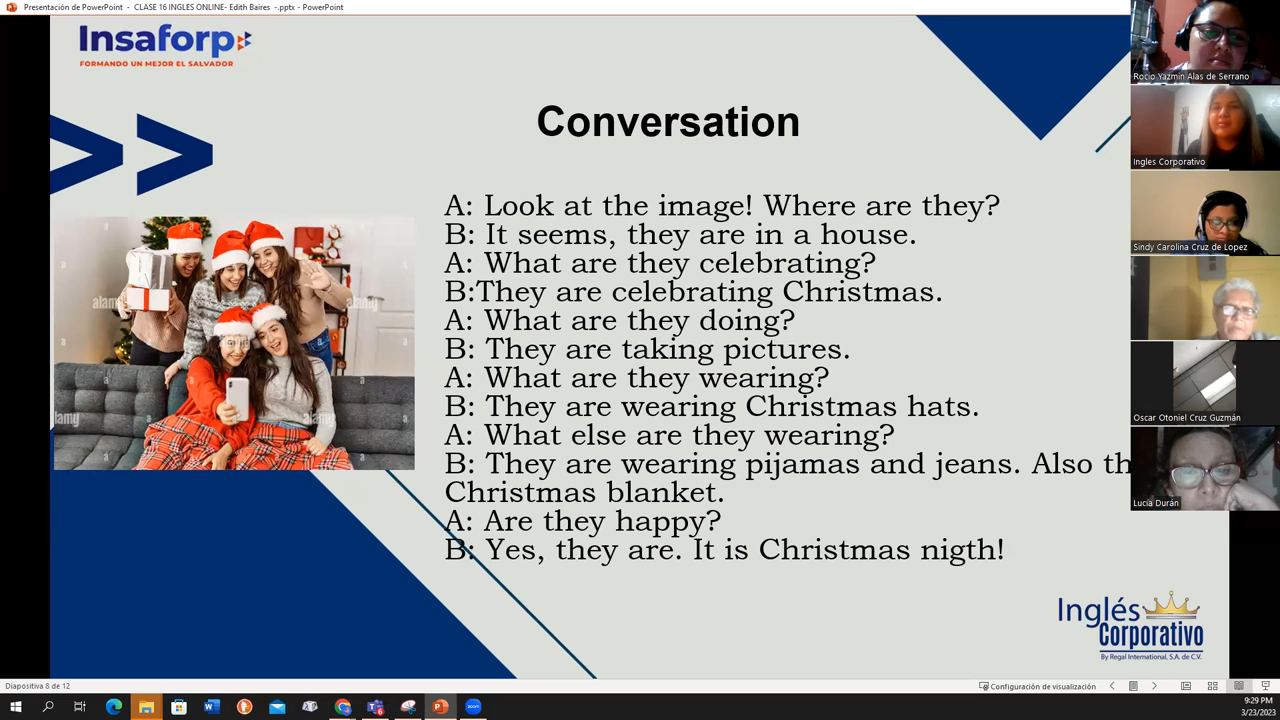 Presentación de PowerPoint - CLASE 16 INGLES ONLINE- Edith Baires -.pptx - PowerPoint
Insaforp
FORMANDO UN MEJOR EL SALVADOR
Conversation
A: Look at the image! Where are they?
B: It seems, they are in a house.
A: What are they celebrating?
B:They are celebrating Christmas.
A: What are they doing?
B: They are taking pictures.
A: What are they wearing?
B: They are wearing Christmas hats.
A: What else are they wearing?
B: They are wearing pijamas and jeans. Also th
Christmas blanket.
A: Are they happy?
B: Yes, they are. It is Christmas nigth!
alamy
alamy
alamy
Rocio Yazmin Alas de Serrano
Ingles Corporativo
Sindy Carolina Cruz de Lopez
Oscar Otoniel Cruz Guzmán
Lucía Durán
Inglés
Corporativo
By Regal International, S.A. de C.V.
Diapositiva 8 de 12
Configuración de visualización
9:29 PM
3/23/2023